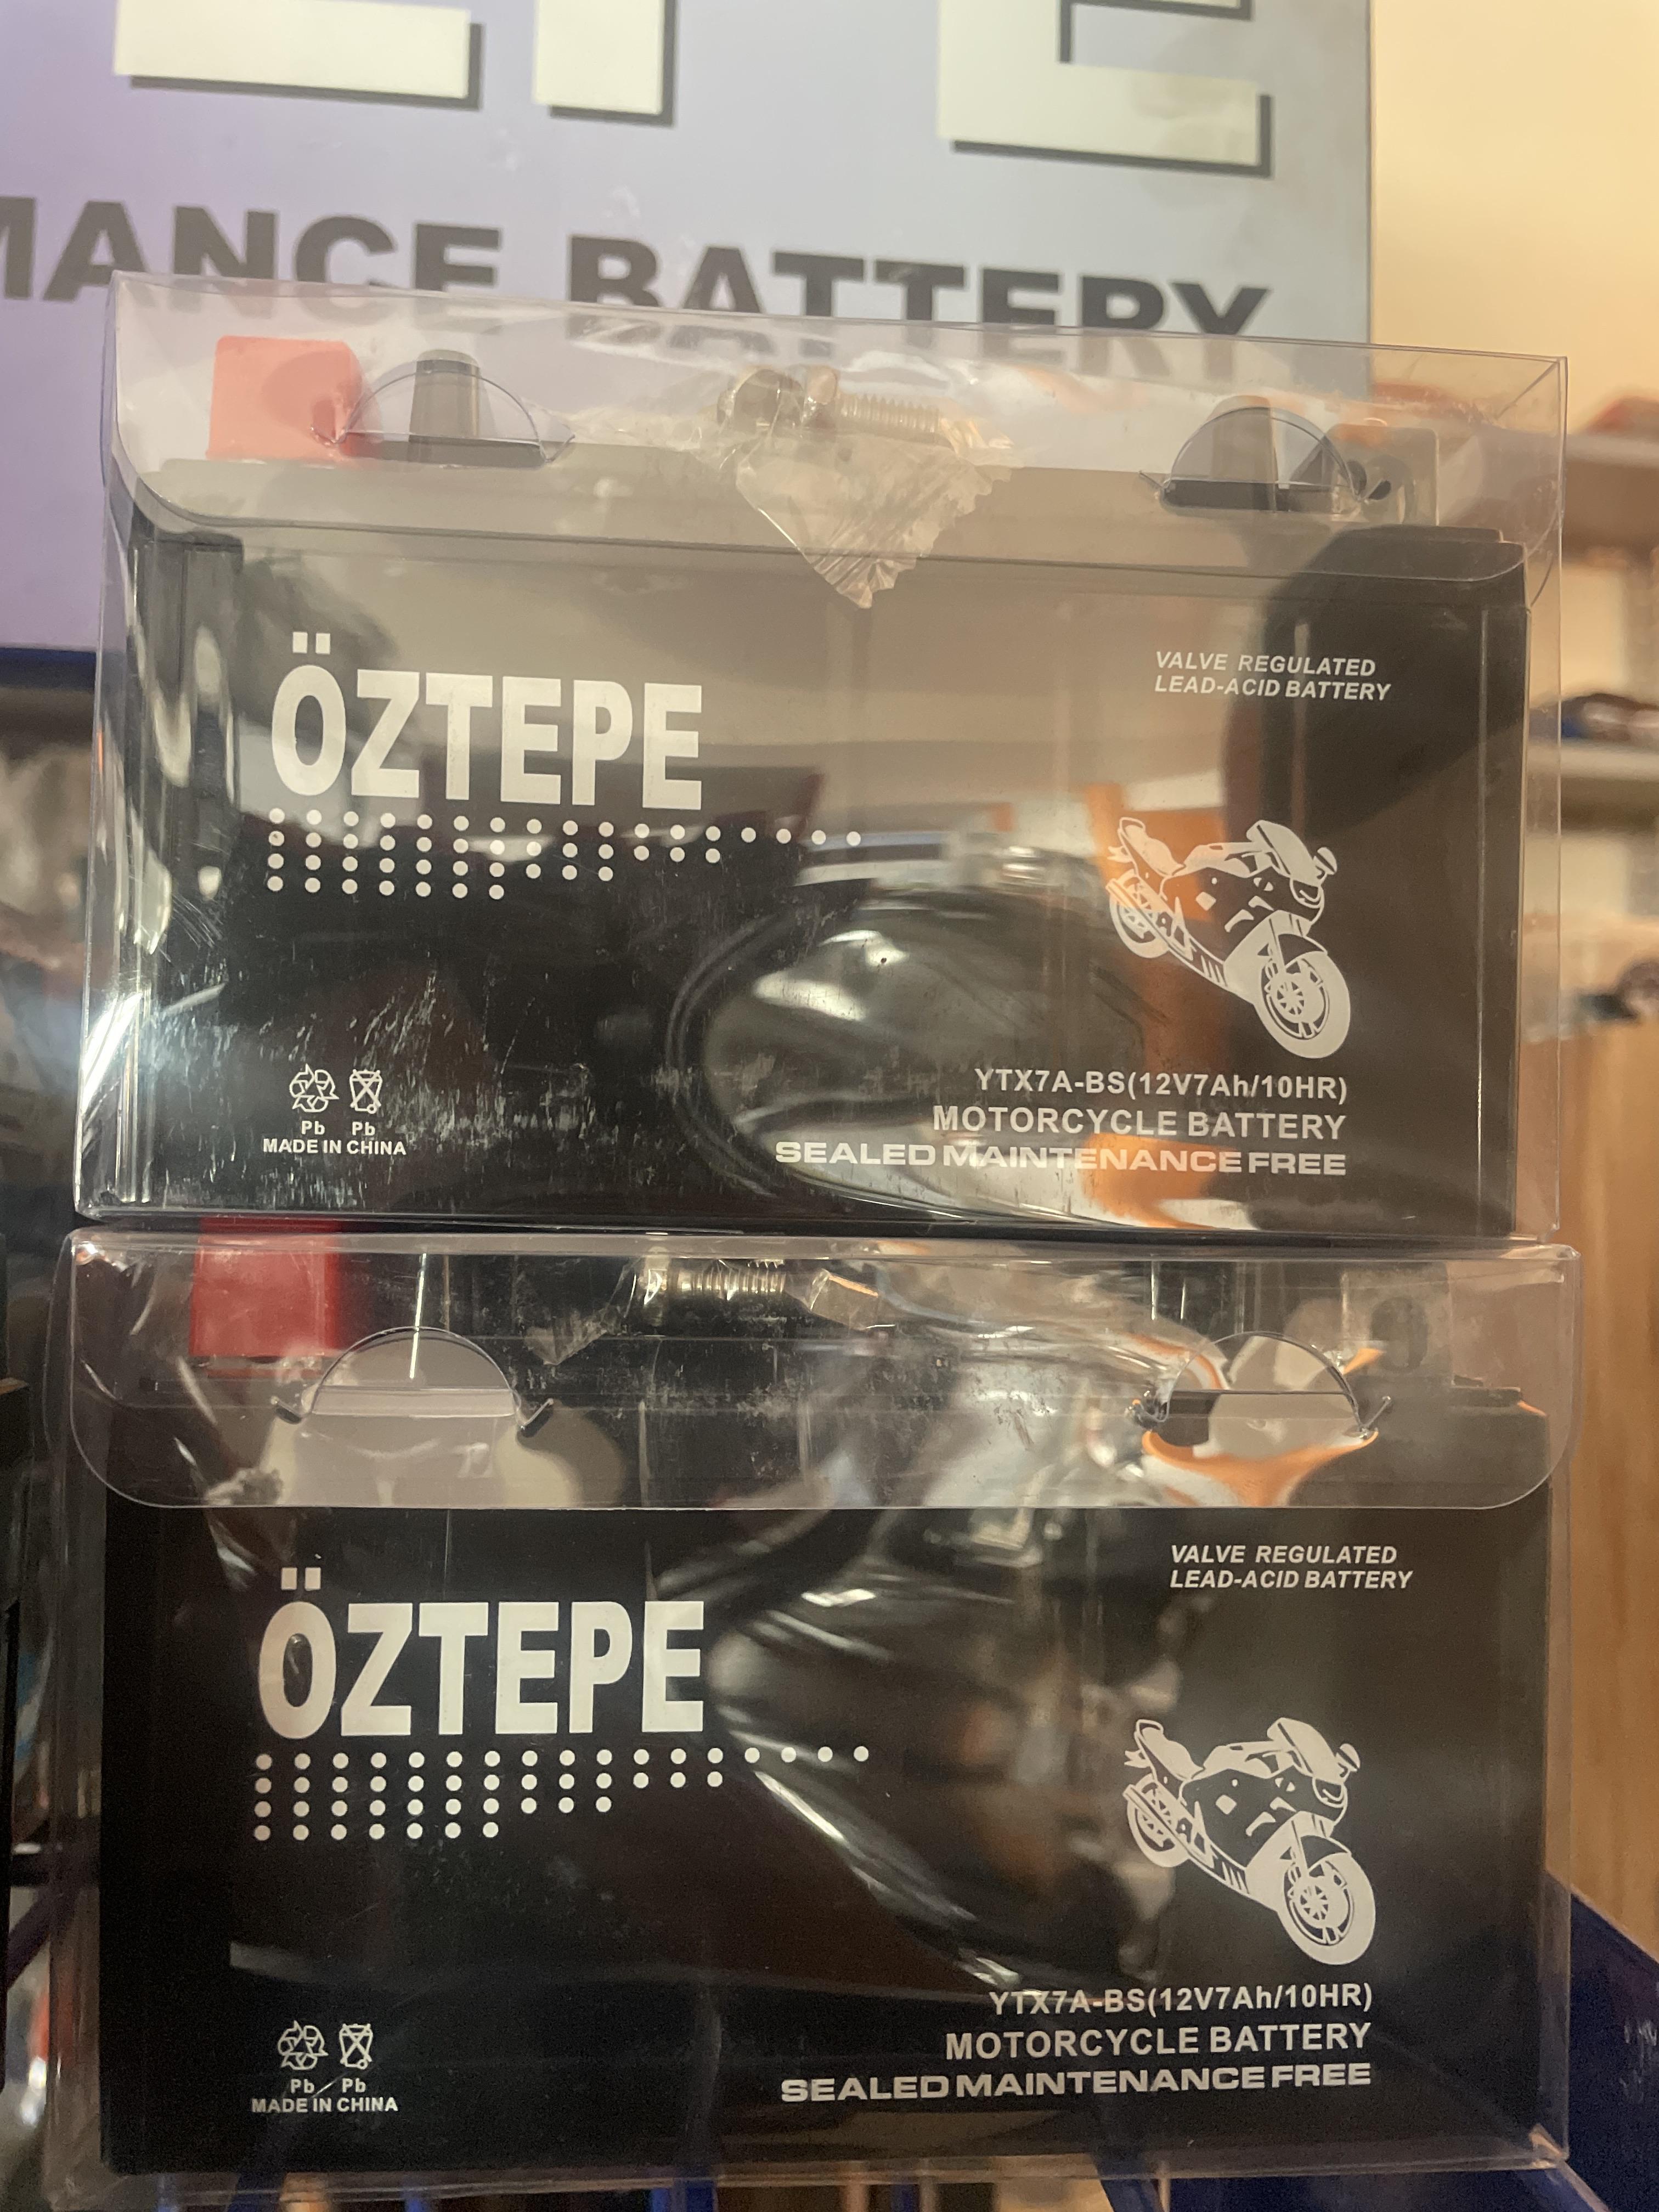 MANCE BATTERY
ÖZTEPE
VALVE REGULATED
LEAD-ACID BATTERY
YTX7A-BS(12V7Ah/10HR)
MOTORCYCLE BATTERY
SEALED MAINTENANCE FREE
Pb Pb
MADE IN CHINA
ÖZTEPE
VALVE REGULATED
LEAD-ACID BATTERY
YTX7A-BS(12V7Ah/10HR)
MOTORCYCLE BATTERY
SEALED MAINTENANCE FREE
Pb Pb
MADE IN CHINA